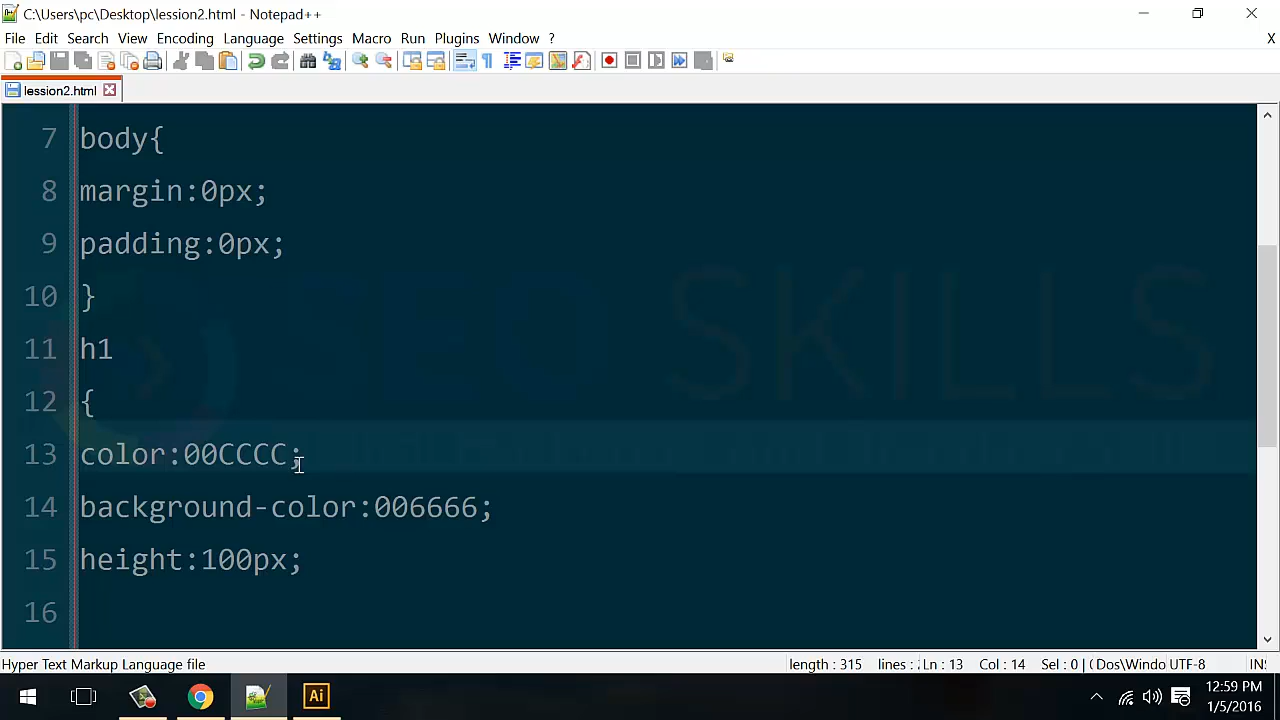 C:\Users\pc\Desktop\lession2.html - Notepad++
File Edit Search View Encoding Language Settings Macro Run Plugins Window ? X
lession2.html
7 body{
8 margin:0px;
9 padding:0px;
10 }
11 h1
12 {
13 color:00CCCC;
14 background-color:006666;
15 height:100px;
16
SKILLS
Hyper Text Markup Language file length : 315 lines : . Ln : 13 Col : 14 Sel : 0 | ( Dos\Windo UTF-8 IN
Ai 12:59 PM
1/5/2016